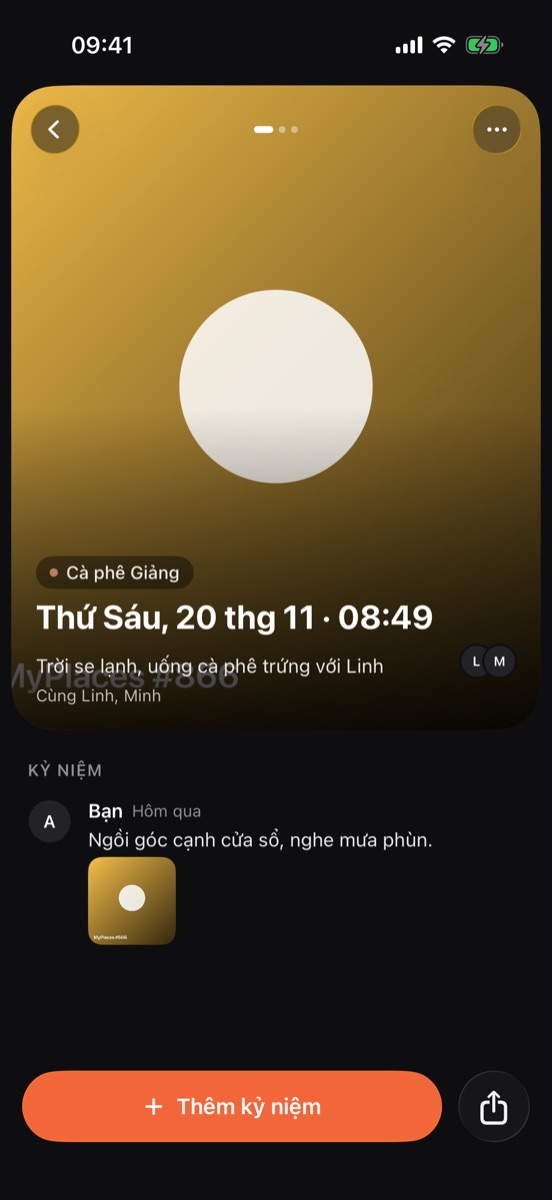 09:41
Cà phê Giảng
Thứ Sáu, 20 thg 11 · 08:49
Trời se lạnh, uống cà phê trứng với Linh
MyPlaces #866
L M
Cùng Linh, Minh
KỶ NIỆM
A
Bạn Hôm qua
Ngồi góc cạnh cửa sổ, nghe mưa phùn.
MyPlaces #866
+ Thêm kỷ niệm